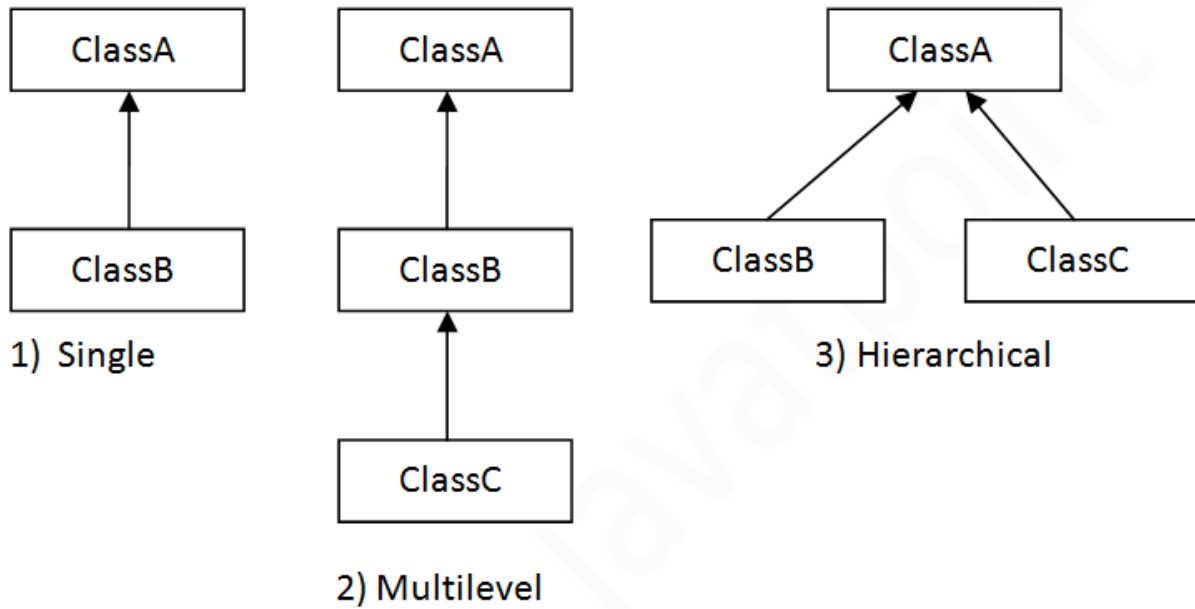 ClassA
ClassB
1) Single
ClassA
ClassB
ClassC
2) Multilevel
ClassA
ClassB
ClassC
3) Hierarchical